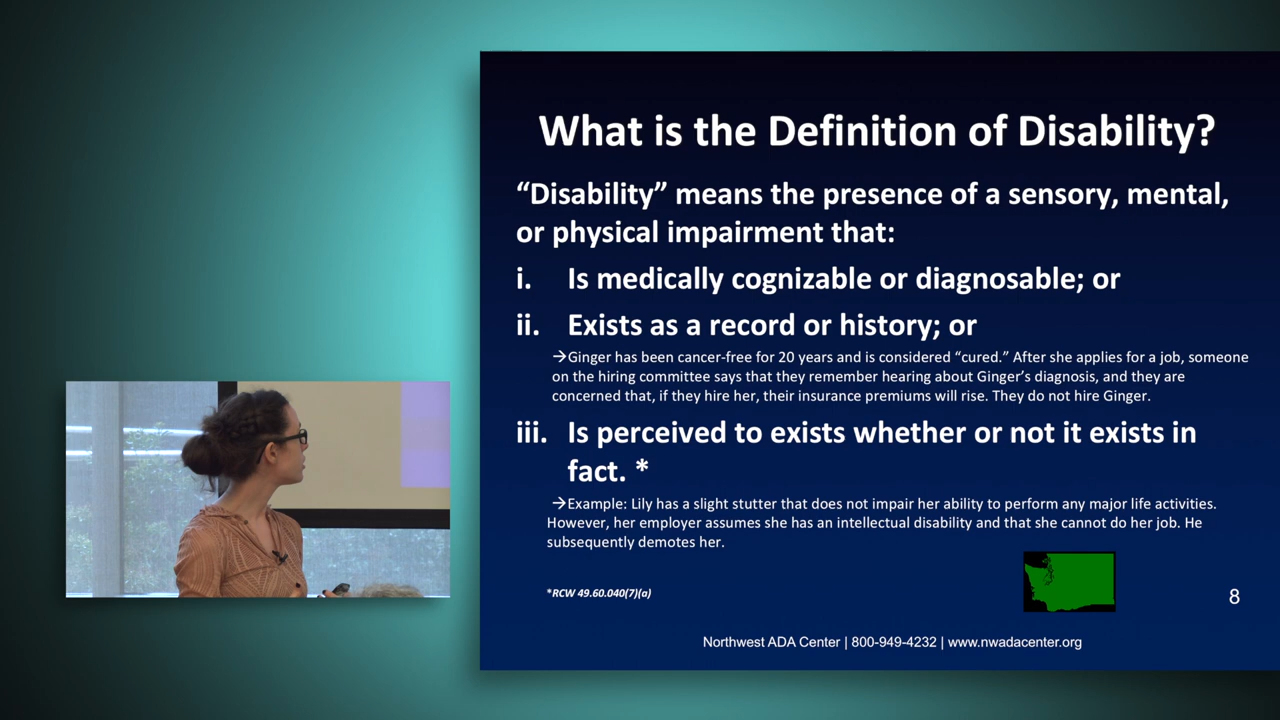 What is the Definition of Disability?
“Disability” means the presence of a sensory, mental,
or physical impairment that:
i. Is medically cognizable or diagnosable; or
ii. Exists as a record or history; or
→Ginger has been cancer-free for 20 years and is considered “cured.” After she applies for a job, someone
on the hiring committee says that they remember hearing about Ginger’s diagnosis, and they are
concerned that, if they hire her, their insurance premiums will rise. They do not hire Ginger.
iii. Is perceived to exists whether or not it exists in
fact. *
→Example: Lily has a slight stutter that does not impair her ability to perform any major life activities.
However, her employer assumes she has an intellectual disability and that she cannot do her job. He
subsequently demotes her.
*RCW 49.60.040(7)(a)
8
Northwest ADA Center | 800-949-4232 | www.nwadacenter.org